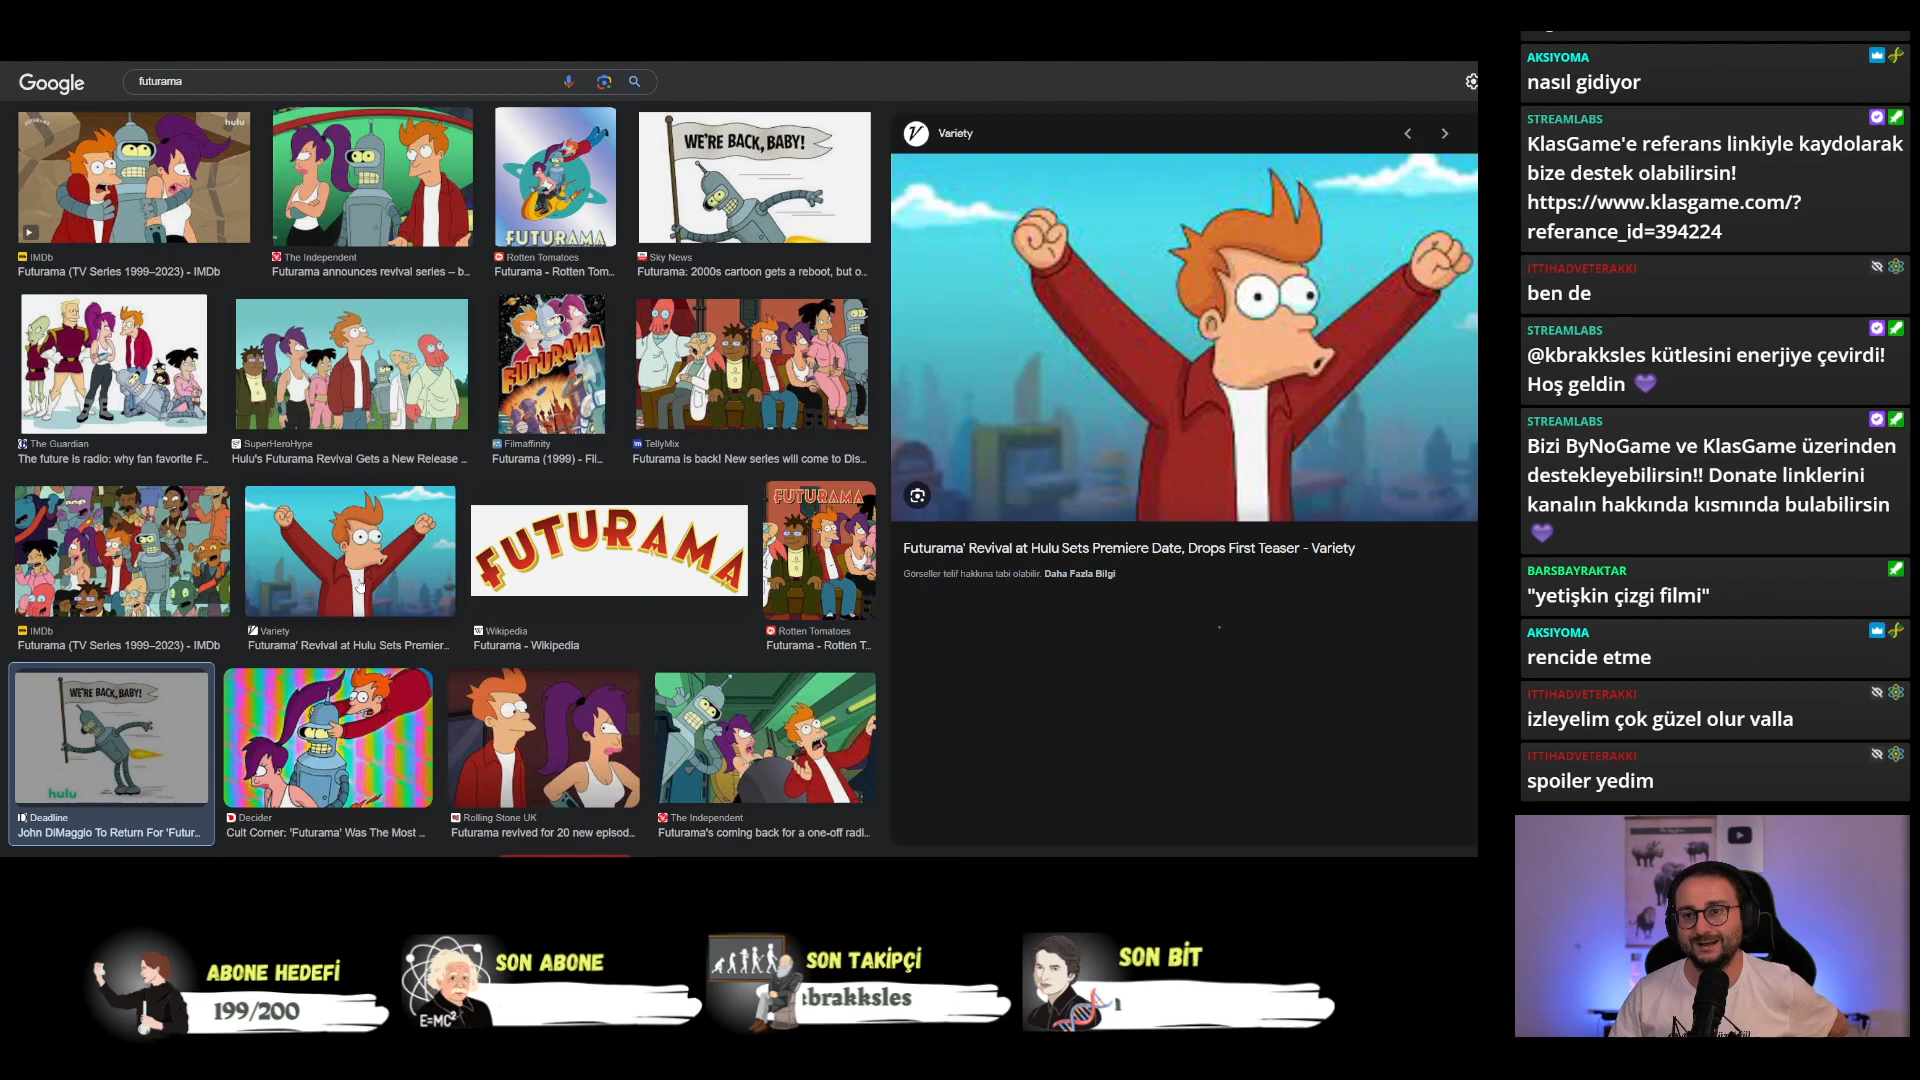 Google
futurama
FUTURAMA
hulu
IMDb
Futurama (TV Series 1999–2023) - IMDb
The Independent
Futurama announces revival series – b...
FUTURAMA
Rotten Tomatoes
Futurama - Rotten Tom...
WE'RE BACK, BABY!
Sky News
Futurama: 2000s cartoon gets a reboot, but o...
The Guardian
The future is radio: why fan favorite F...
SuperHeroHype
Hulu's Futurama Revival Gets a New Release ...
FUTURAMA
Filmaffinity
Futurama (1999) - Fil...
TellyMix
Futurama is back! New series will come to Dis...
IMDb
Futurama (TV Series 1999–2023) - IMDb
Variety
Futurama' Revival at Hulu Sets Premier...
FUTURAMA
Wikipedia
Futurama - Wikipedia
FUTURAMA
Rotten Tomatoes
Futurama - Rotten T...
WE'RE BACK, BABY!
hulu
Deadline
John DiMaggio To Return For 'Futur...
Decider
Cult Corner: 'Futurama' Was The Most ...
Rolling Stone UK
Futurama revived for 20 new episod...
The Independent
Futurama's coming back for a one-off radi...
V
Variety
Futurama' Revival at Hulu Sets Premiere Date, Drops First Teaser - Variety
Görseller telif hakkına tabi olabilir. Daha Fazla Bilgi
AKSIYOMA
nasıl gidiyor
STREAMLABS
KlasGame'e referans linkiyle kaydolarak
bize destek olabilirsin!
https://www.klasgame.com/?
referance_id=394224
ITTIHADVETERAKKI
ben de
STREAMLABS
@kbrakksles kütlesini enerjiye çevirdi!
Hoş geldin
STREAMLABS
Bizi ByNoGame ve KlasGame üzerinden
destekleyebilirsin!! Donate linklerini
kanalın hakkında kısmında bulabilirsin
BARSBAYRAKTAR
"yetişkin çizgi filmi"
AKSIYOMA
rencide etme
ITTIHADVETERAKKI
izleyelim çok güzel olur valla
ITTIHADVETERAKKI
spoiler yedim
ABONE HEDEFİ
199/200
SON ABONE
E=MC²
SON TAKİPÇİ
brakksles
SON BİT